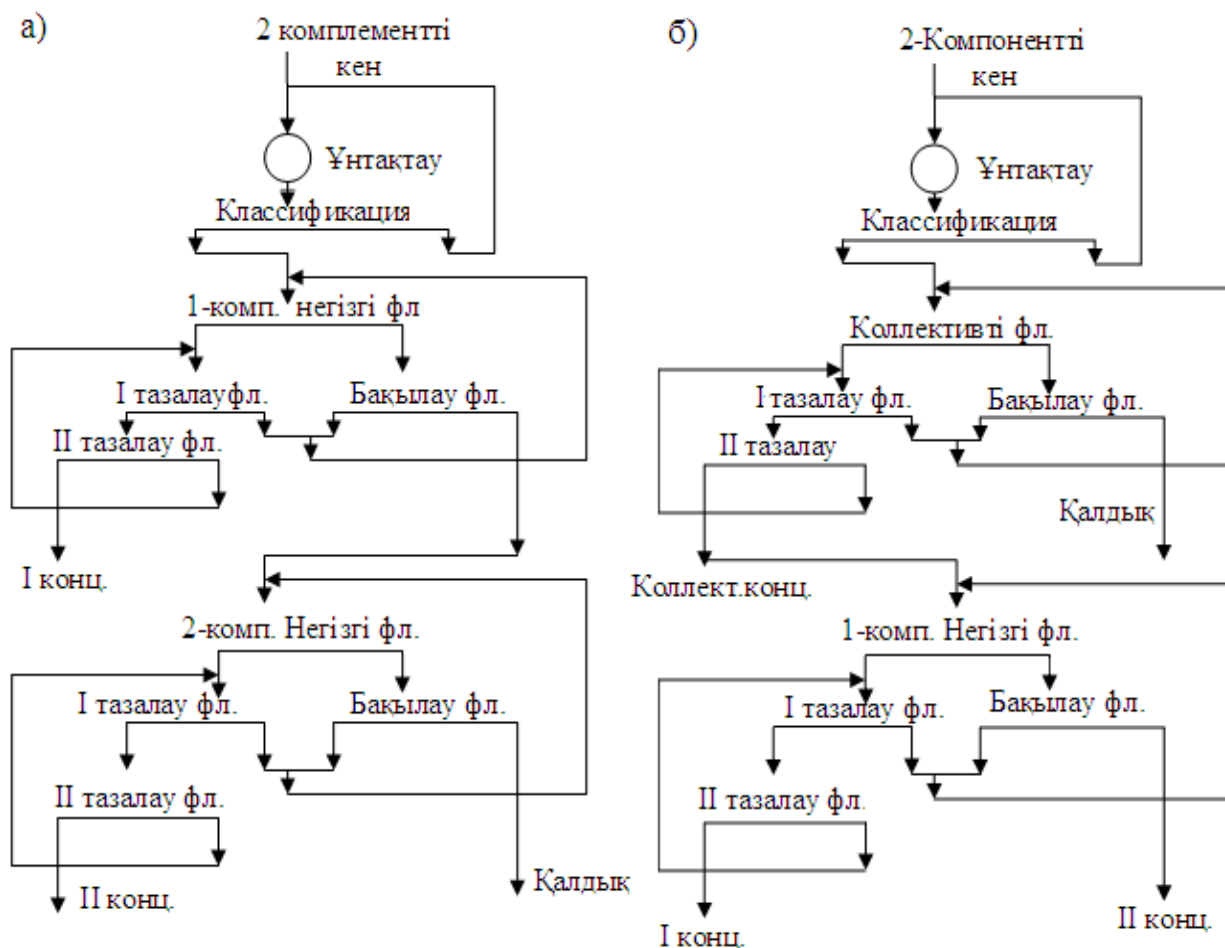 а)
2 комплементті
кен
Ұнтақтау
Классификация
1-комп. негізгі фл
I тазалауфл.
Бақылау фл.
II тазалау фл.
I конц.
2-комп. Негізгі фл.
I тазалау фл.
Бақылау фл.
II тазалау фл.
II конц.
Қалдық
б)
2-Компонентті
кен
Ұнтақтау
Классификация
Коллективті фл.
I тазалау фл.
Бақылау фл.
II тазалау
Қалдық
Коллект.конц.
1-комп. Негізгі фл.
I тазалау фл.
Бақылау фл.
II тазалау фл.
I конц.
II конц.